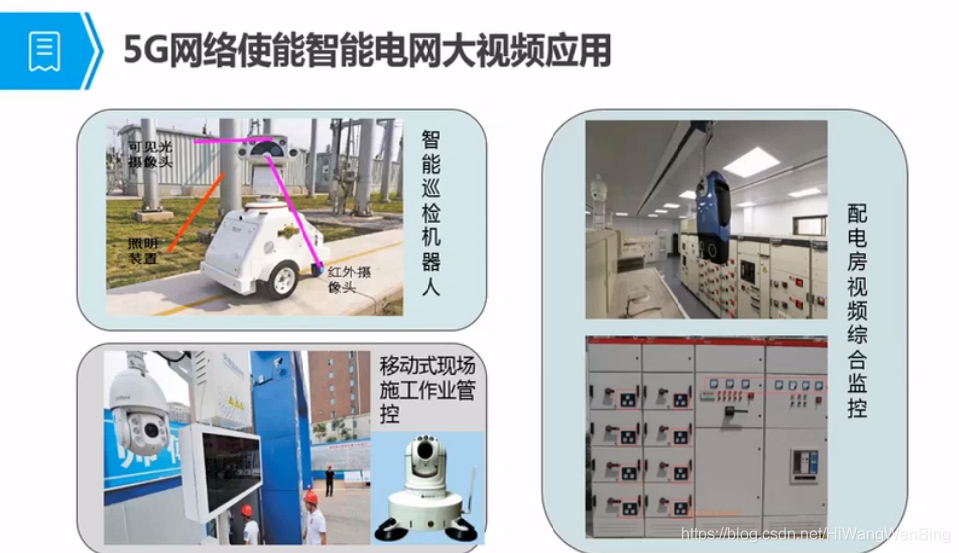 5G网络使能智能电网大视频应用
可见光
摄像头
照明
装置
红外摄
像头
智能巡检机器人
移动式现场
施工作业管
控
配电房视频综合监控
https://blog.csdn.net/HiWangWenBing